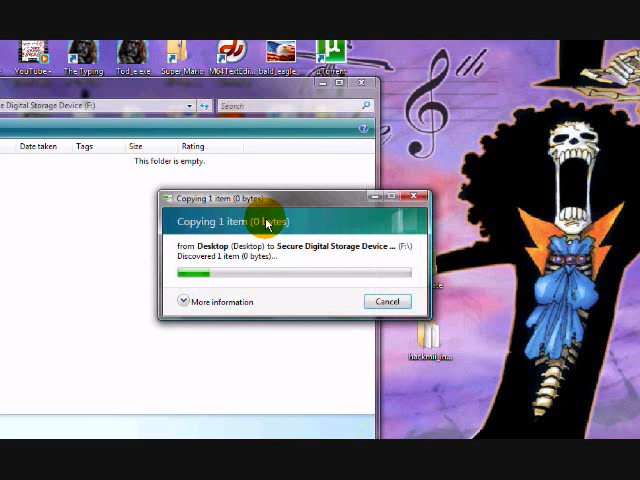 YouTube -
The Typing
Tod_e.exe
Super Mario
M64TextEdi...
bald_eagle
µTorrent
e Digital Storage Device (F:)
Search
Date taken
Tags
Size
Rating
This folder is empty.
Copying 1 item (0 bytes)
Copying 1 item (0 bytes)
from Desktop (Desktop) to Secure Digital Storage Device ... (F:\)
Discovered 1 item (0 bytes)...
More information
Cancel
hackmii_in...